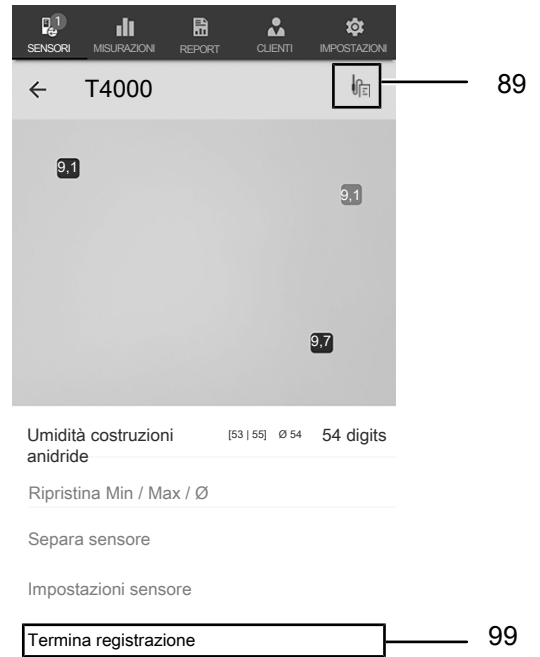 1
SENSORI MISURAZIONI REPORT CLIENTI IMPOSTAZIONI
T4000
89
9,1
9,1
9,7
Umidità costruzioni [53 | 55] Ø 54 54 digits
anidride
Ripristina Min / Max / Ø
Separa sensore
Impostazioni sensore
Termina registrazione
99